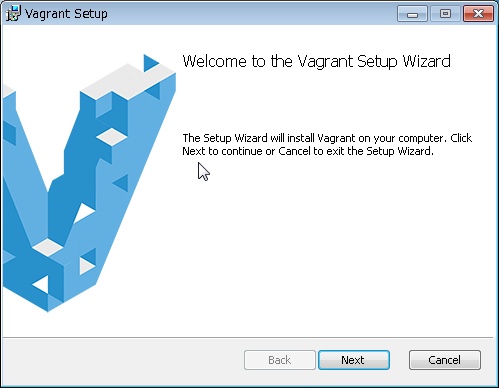 Vagrant Setup
Welcome to the Vagrant Setup Wizard
The Setup Wizard will install Vagrant on your computer. Click
Next to continue or Cancel to exit the Setup Wizard.
Back
Next
Cancel